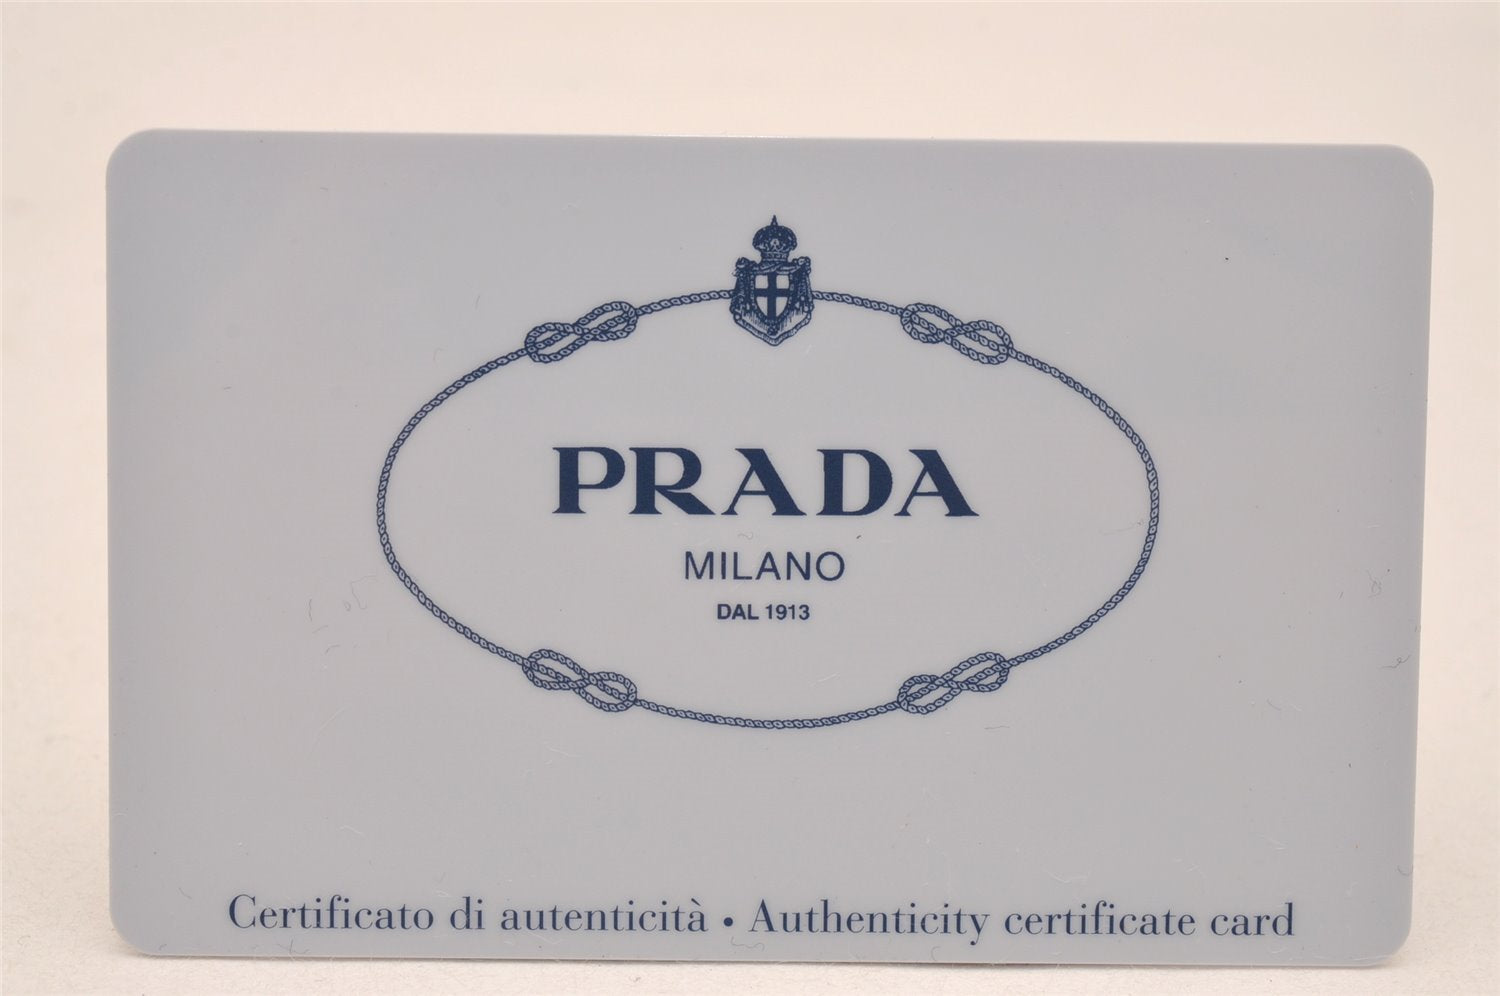 PRADA
MILANO
DAL 1913
Certificato di autenticità • Authenticity certificate card